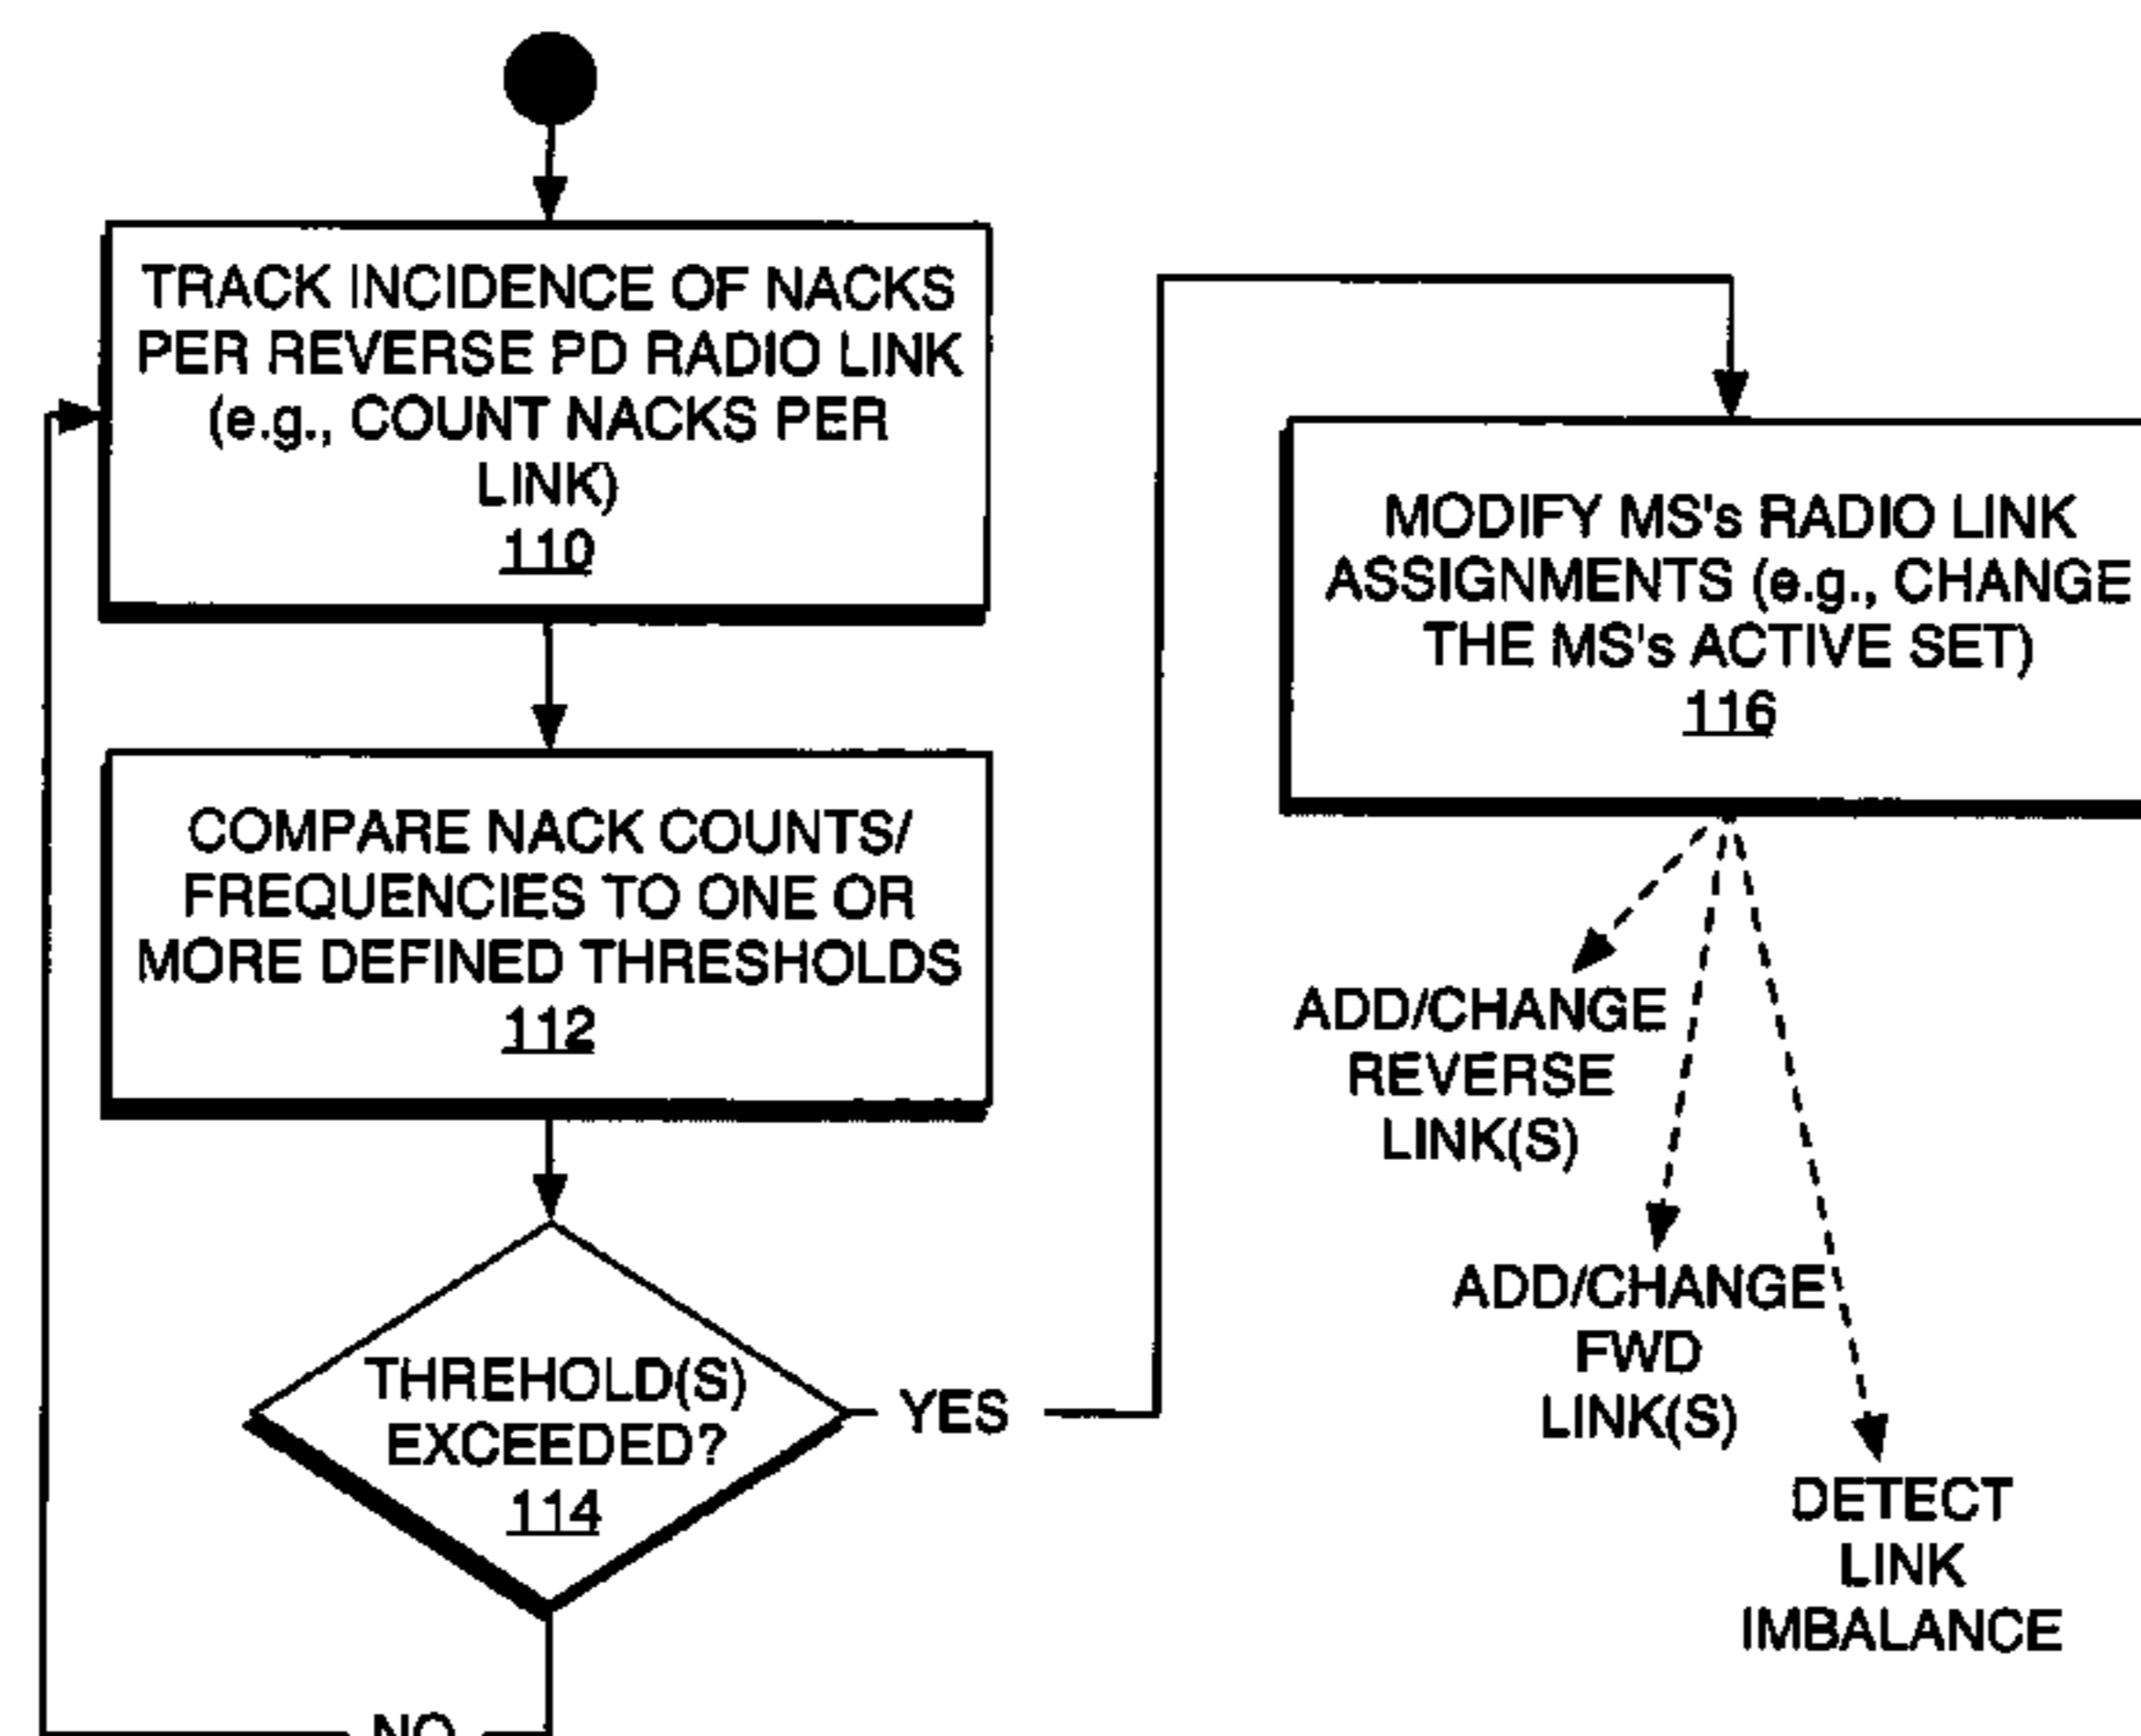 TRACK INCIDENCE OF NACKS
PER REVERSE PD RADIO LINK
(e.g., COUNT NACKS PER
LINK)
110
COMPARE NACK COUNTS/
FREQUENCIES TO ONE OR
MORE DEFINED THRESHOLDS
112
THREHOLD(S)
EXCEEDED?
114
YES
NO
MODIFY MS's RADIO LINK
ASSIGNMENTS (e.g., CHANGE
THE MS's ACTIVE SET)
116
ADD/CHANGE
REVERSE
LINK(S)
ADD/CHANGE
FWD
LINK(S)
DETECT
LINK
IMBALANCE